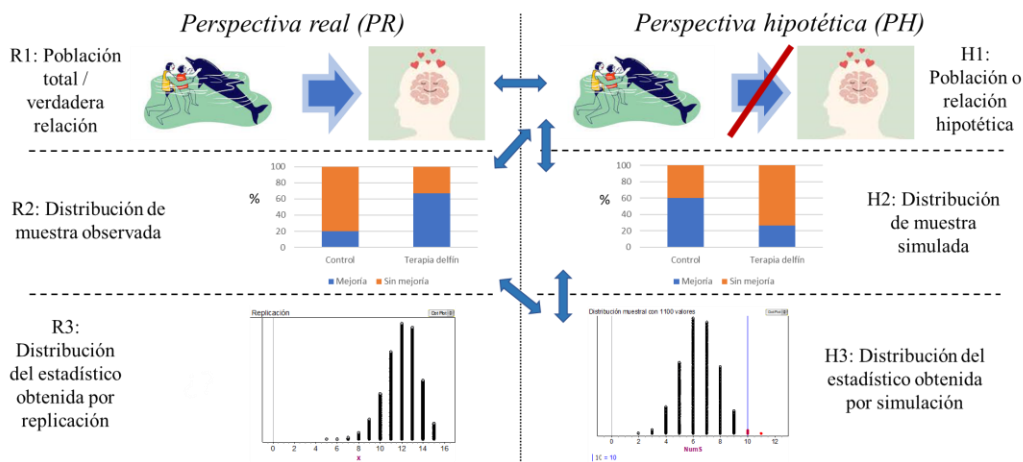 Perspectiva real (PR)
Perspectiva hipotética (PH)
R1: Población
total /
verdadera
relación
H1:
Población o
relación
hipotética
R2: Distribución de
muestra observada
%
100
80
60
40
20
0
Control
Terapia delfín
Mejoría
Sin mejoría
%
100
80
60
40
20
0
Control
Terapia delfín
Mejoría
Sin mejoría
H2: Distribución
de muestra
simulada
R3:
Distribución
del estadístico
obtenida por
replicación
Replicación
0 2 4 6 8 10 12 14 16
X
Distribución muestral con 1100 valores
0 2 4 6 8 10 12
NumS
H3: Distribución del
estadístico obtenida
por simulación